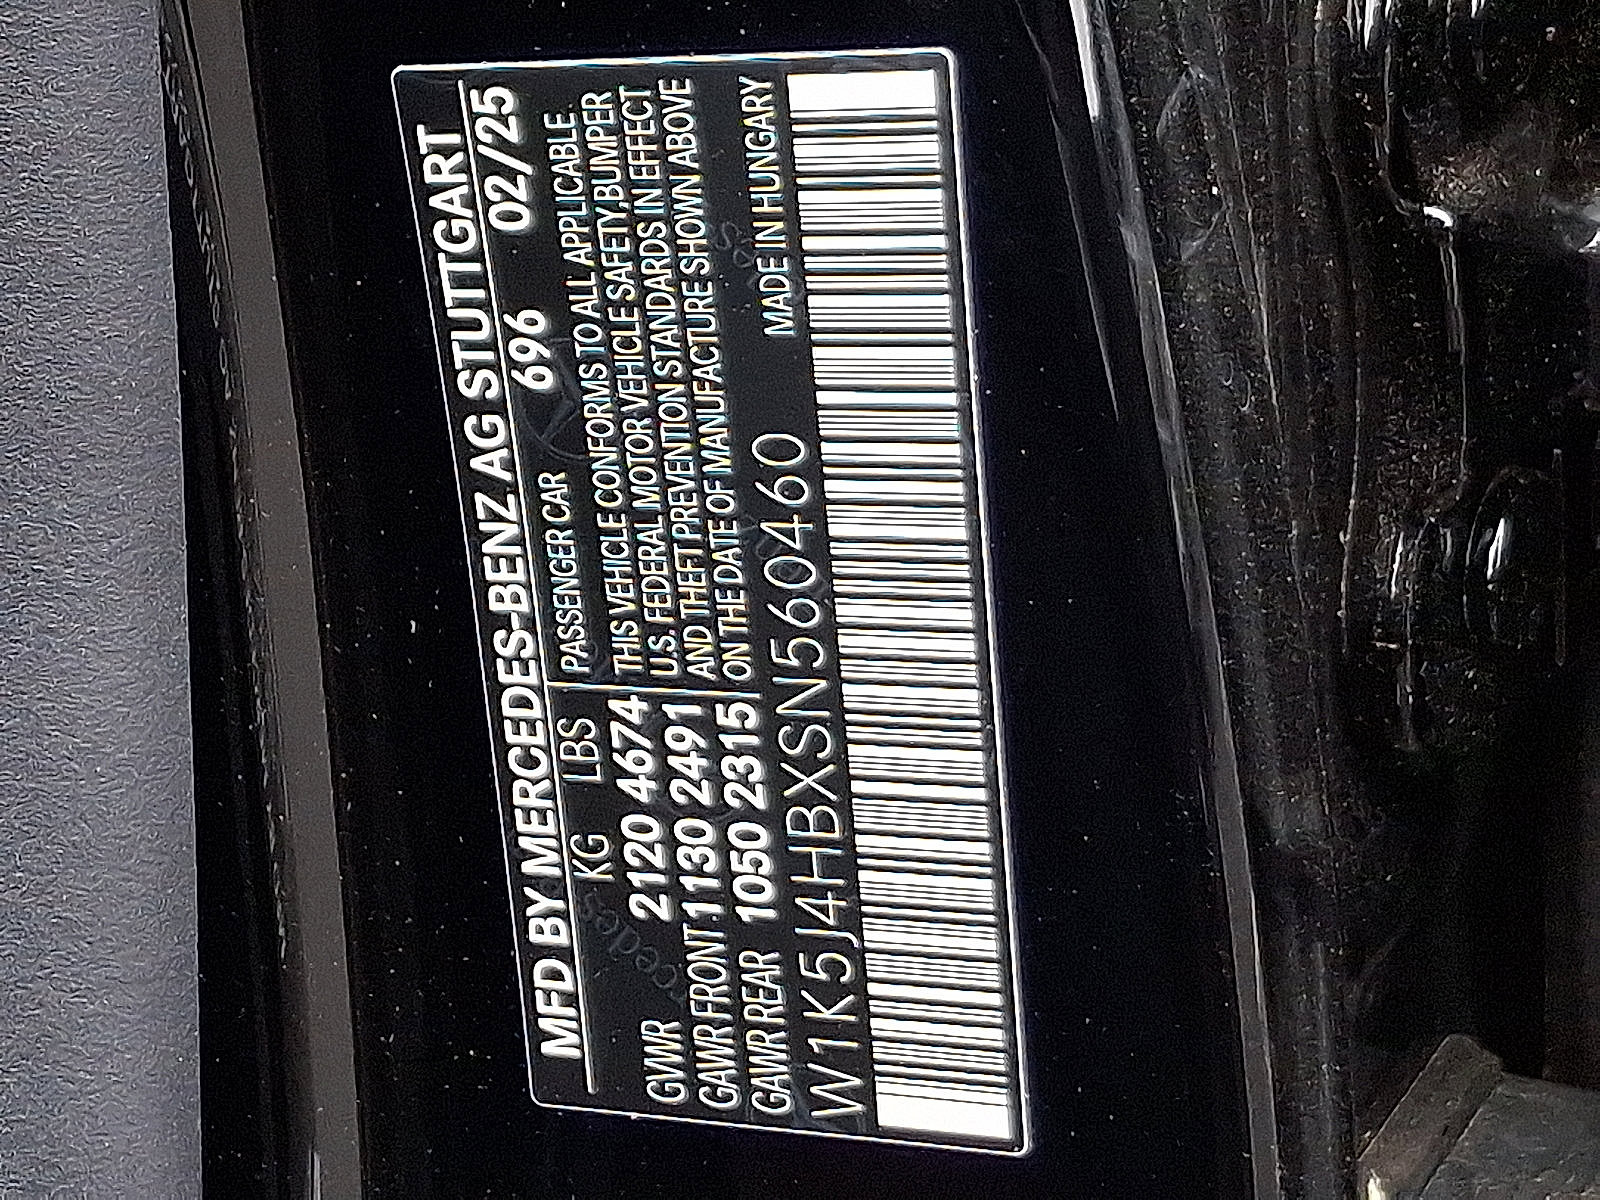 MFD BY MERCEDES-BENZ AG STUTTGART
KG LBS PASSENGER CAR 696 02/25
GVWR 2120 4674
GAWR FRONT 1130 2491
GAWR REAR 1050 2315
THIS VEHICLE CONFORMS TO ALL APPLICABLE
U.S. FEDERAL MOTOR VEHICLE SAFETY, BUMPER
AND THEFT PREVENTION STANDARDS IN EFFECT
ON THE DATE OF MANUFACTURE SHOWN ABOVE
W1K5J4HBXSN560460 MADE IN HUNGARY